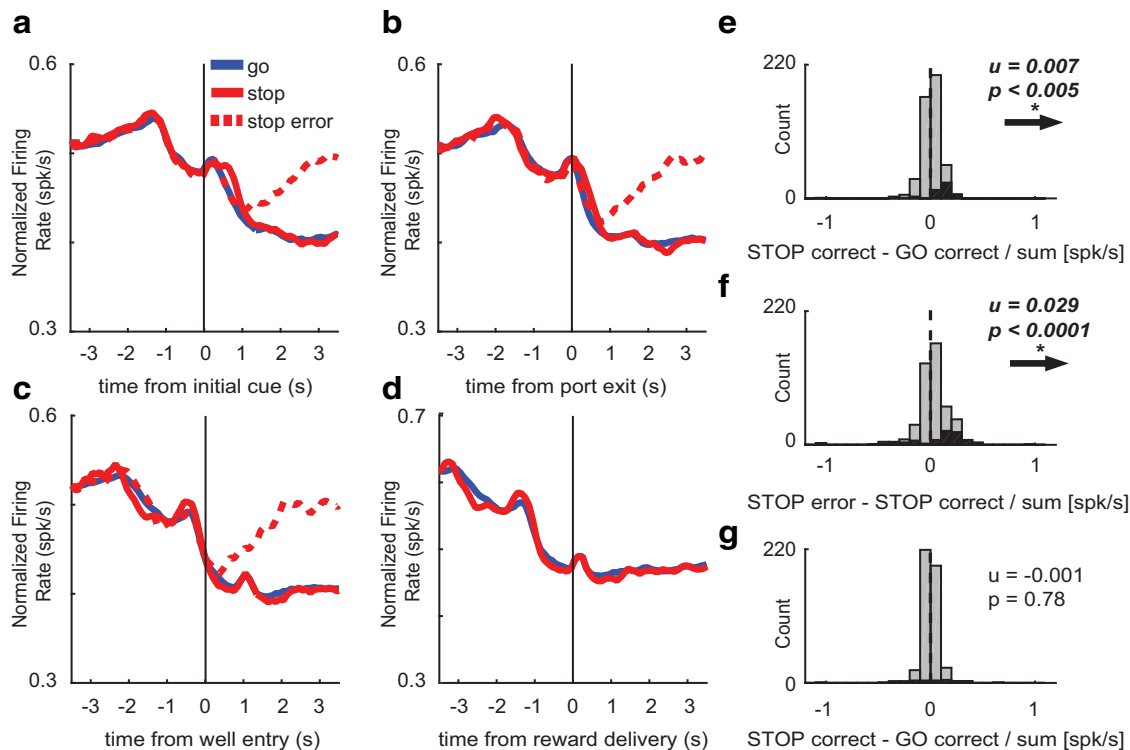 a
0.6
go
stop
stop error
Normalized Firing
Rate (spk/s)
0.3
-3 -2 -1 0 1 2 3
time from initial cue (s)
b
0.6
Normalized Firing
Rate (spk/s)
0.3
-3 -2 -1 0 1 2 3
time from port exit (s)
c
0.6
Normalized Firing
Rate (spk/s)
0.3
-3 -2 -1 0 1 2 3
time from well entry (s)
d
0.7
Normalized Firing
Rate (spk/s)
0.3
-3 -2 -1 0 1 2 3
time from reward delivery (s)
e
220
Count
0
u = 0.007
p < 0.005
*
-1 0 1
STOP correct - GO correct / sum [spk/s]
f
220
Count
0
u = 0.029
p < 0.0001
*
-1 0 1
STOP error - STOP correct / sum [spk/s]
g
220
Count
0
u = -0.001
p = 0.78
-1 0 1
STOP correct - GO correct / sum [spk/s]